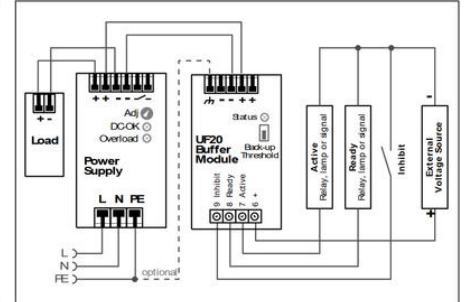 + + - -
+ - - + +
+ -
Load
Adj
DC-OK
Overload
Power
Supply
L N PE
Status
UF20
Buffer
Module
Back-up
Threshold
9 Inhibit
8 Ready
7 Active
6 +
L
N
PE
optional
Active
Relay, lamp or signal
Ready
Relay, lamp or signal
Inhibit
External
Voltage Source
-
+